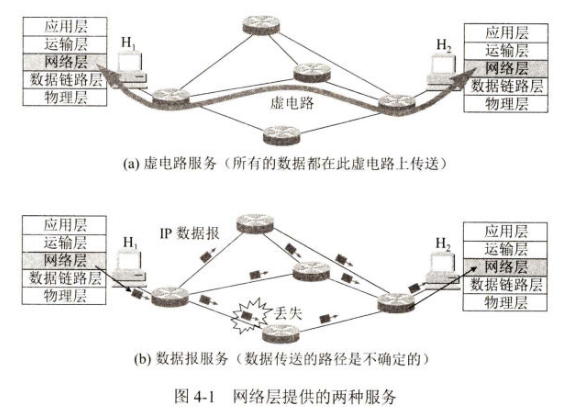 应用层
运输层
网络层
数据链路层
物理层
H₁
虚电路
H₂
应用层
运输层
网络层
数据链路层
物理层
(a) 虚电路服务（所有的数据都在此虚电路上传送）
应用层
运输层
网络层
数据链路层
物理层
H₁
IP 数据报
丢失
H₂
应用层
运输层
网络层
数据链路层
物理层
(b) 数据报服务（数据传送的路径是不确定的）
图 4-1 网络层提供的两种服务